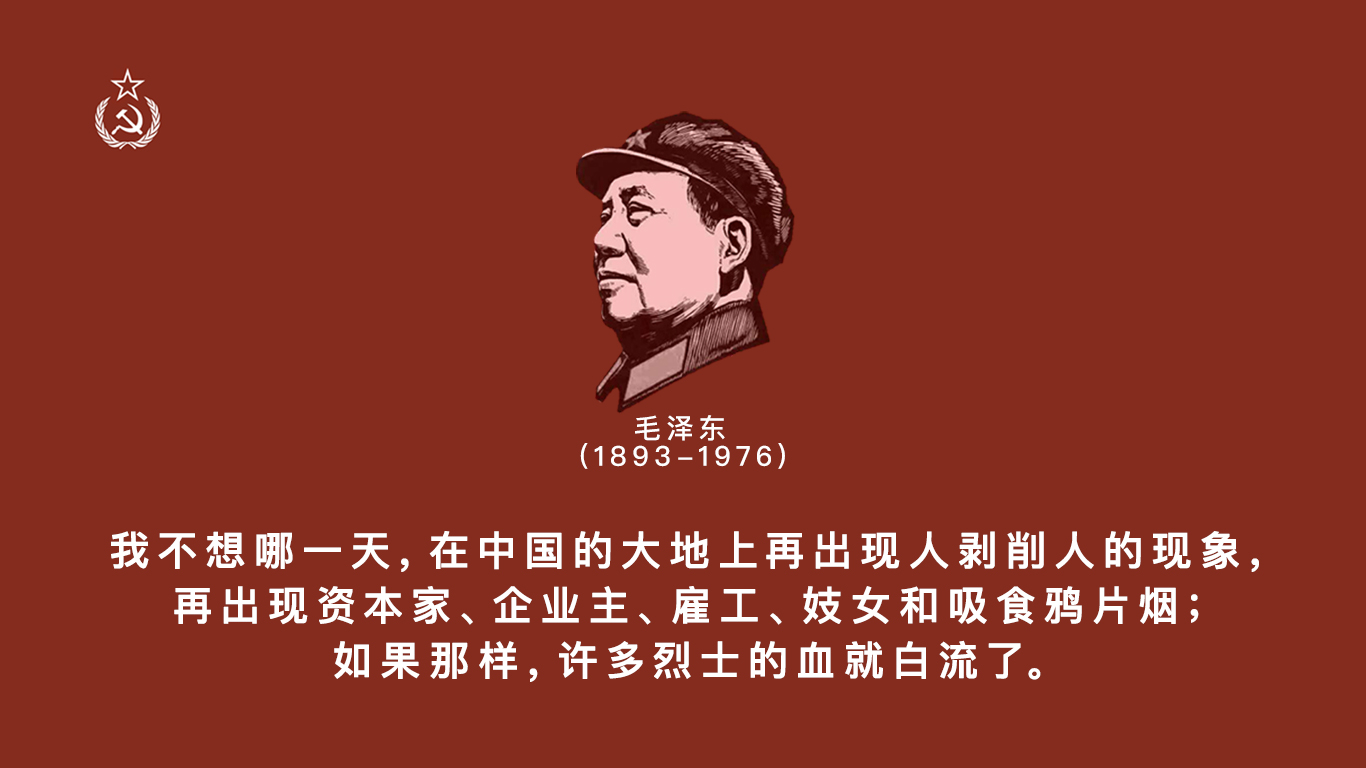 毛泽东
(1893–1976)
我不想哪一天,在中国的大地上再出现人剥削人的现象,
再出现资本家、企业主、雇工、妓女和吸食鸦片烟;
如果那样,许多烈士的血就白流了。